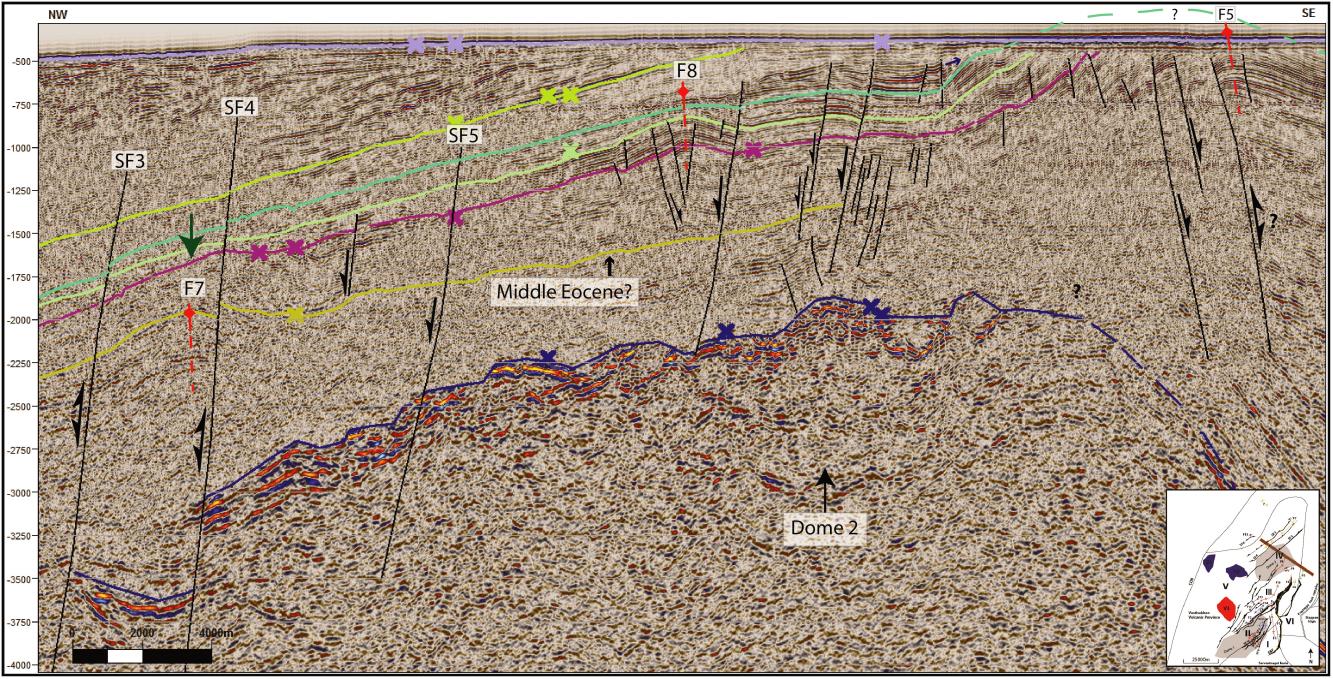 NW
?
F5
SE
-500
-750
-1000
-1250
-1500
-1750
-2000
-2250
-2500
-2750
-3000
-3250
-3500
-3750
-4000
F8
SF4
SF5
SF3
F7
Middle Eocene?
?
?
Dome 2
0 2000 4000m
IV
V
III
VI
II
I
Vestbakken
Volcanic Province
25000m
N